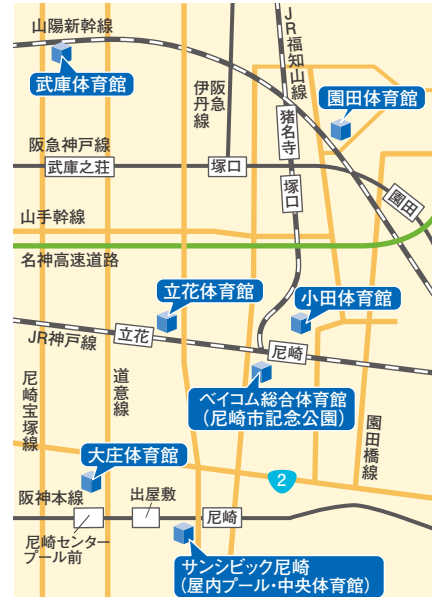 山陽新幹線
武庫体育館
JR福知山線
阪急
伊丹線
園田体育館
猪名寺
阪急神戸線
武庫之荘
塚口
塚口
園田
山手幹線
名神高速道路
立花体育館
小田体育館
JR神戸線
立花
尼崎
尼崎宝塚線
道意線
ベイコム総合体育館
(尼崎市記念公園)
園田橋線
大庄体育館
2
阪神本線
出屋敷
尼崎
尼崎センター
プール前
サンシビック尼崎
(屋内プール・中央体育館)